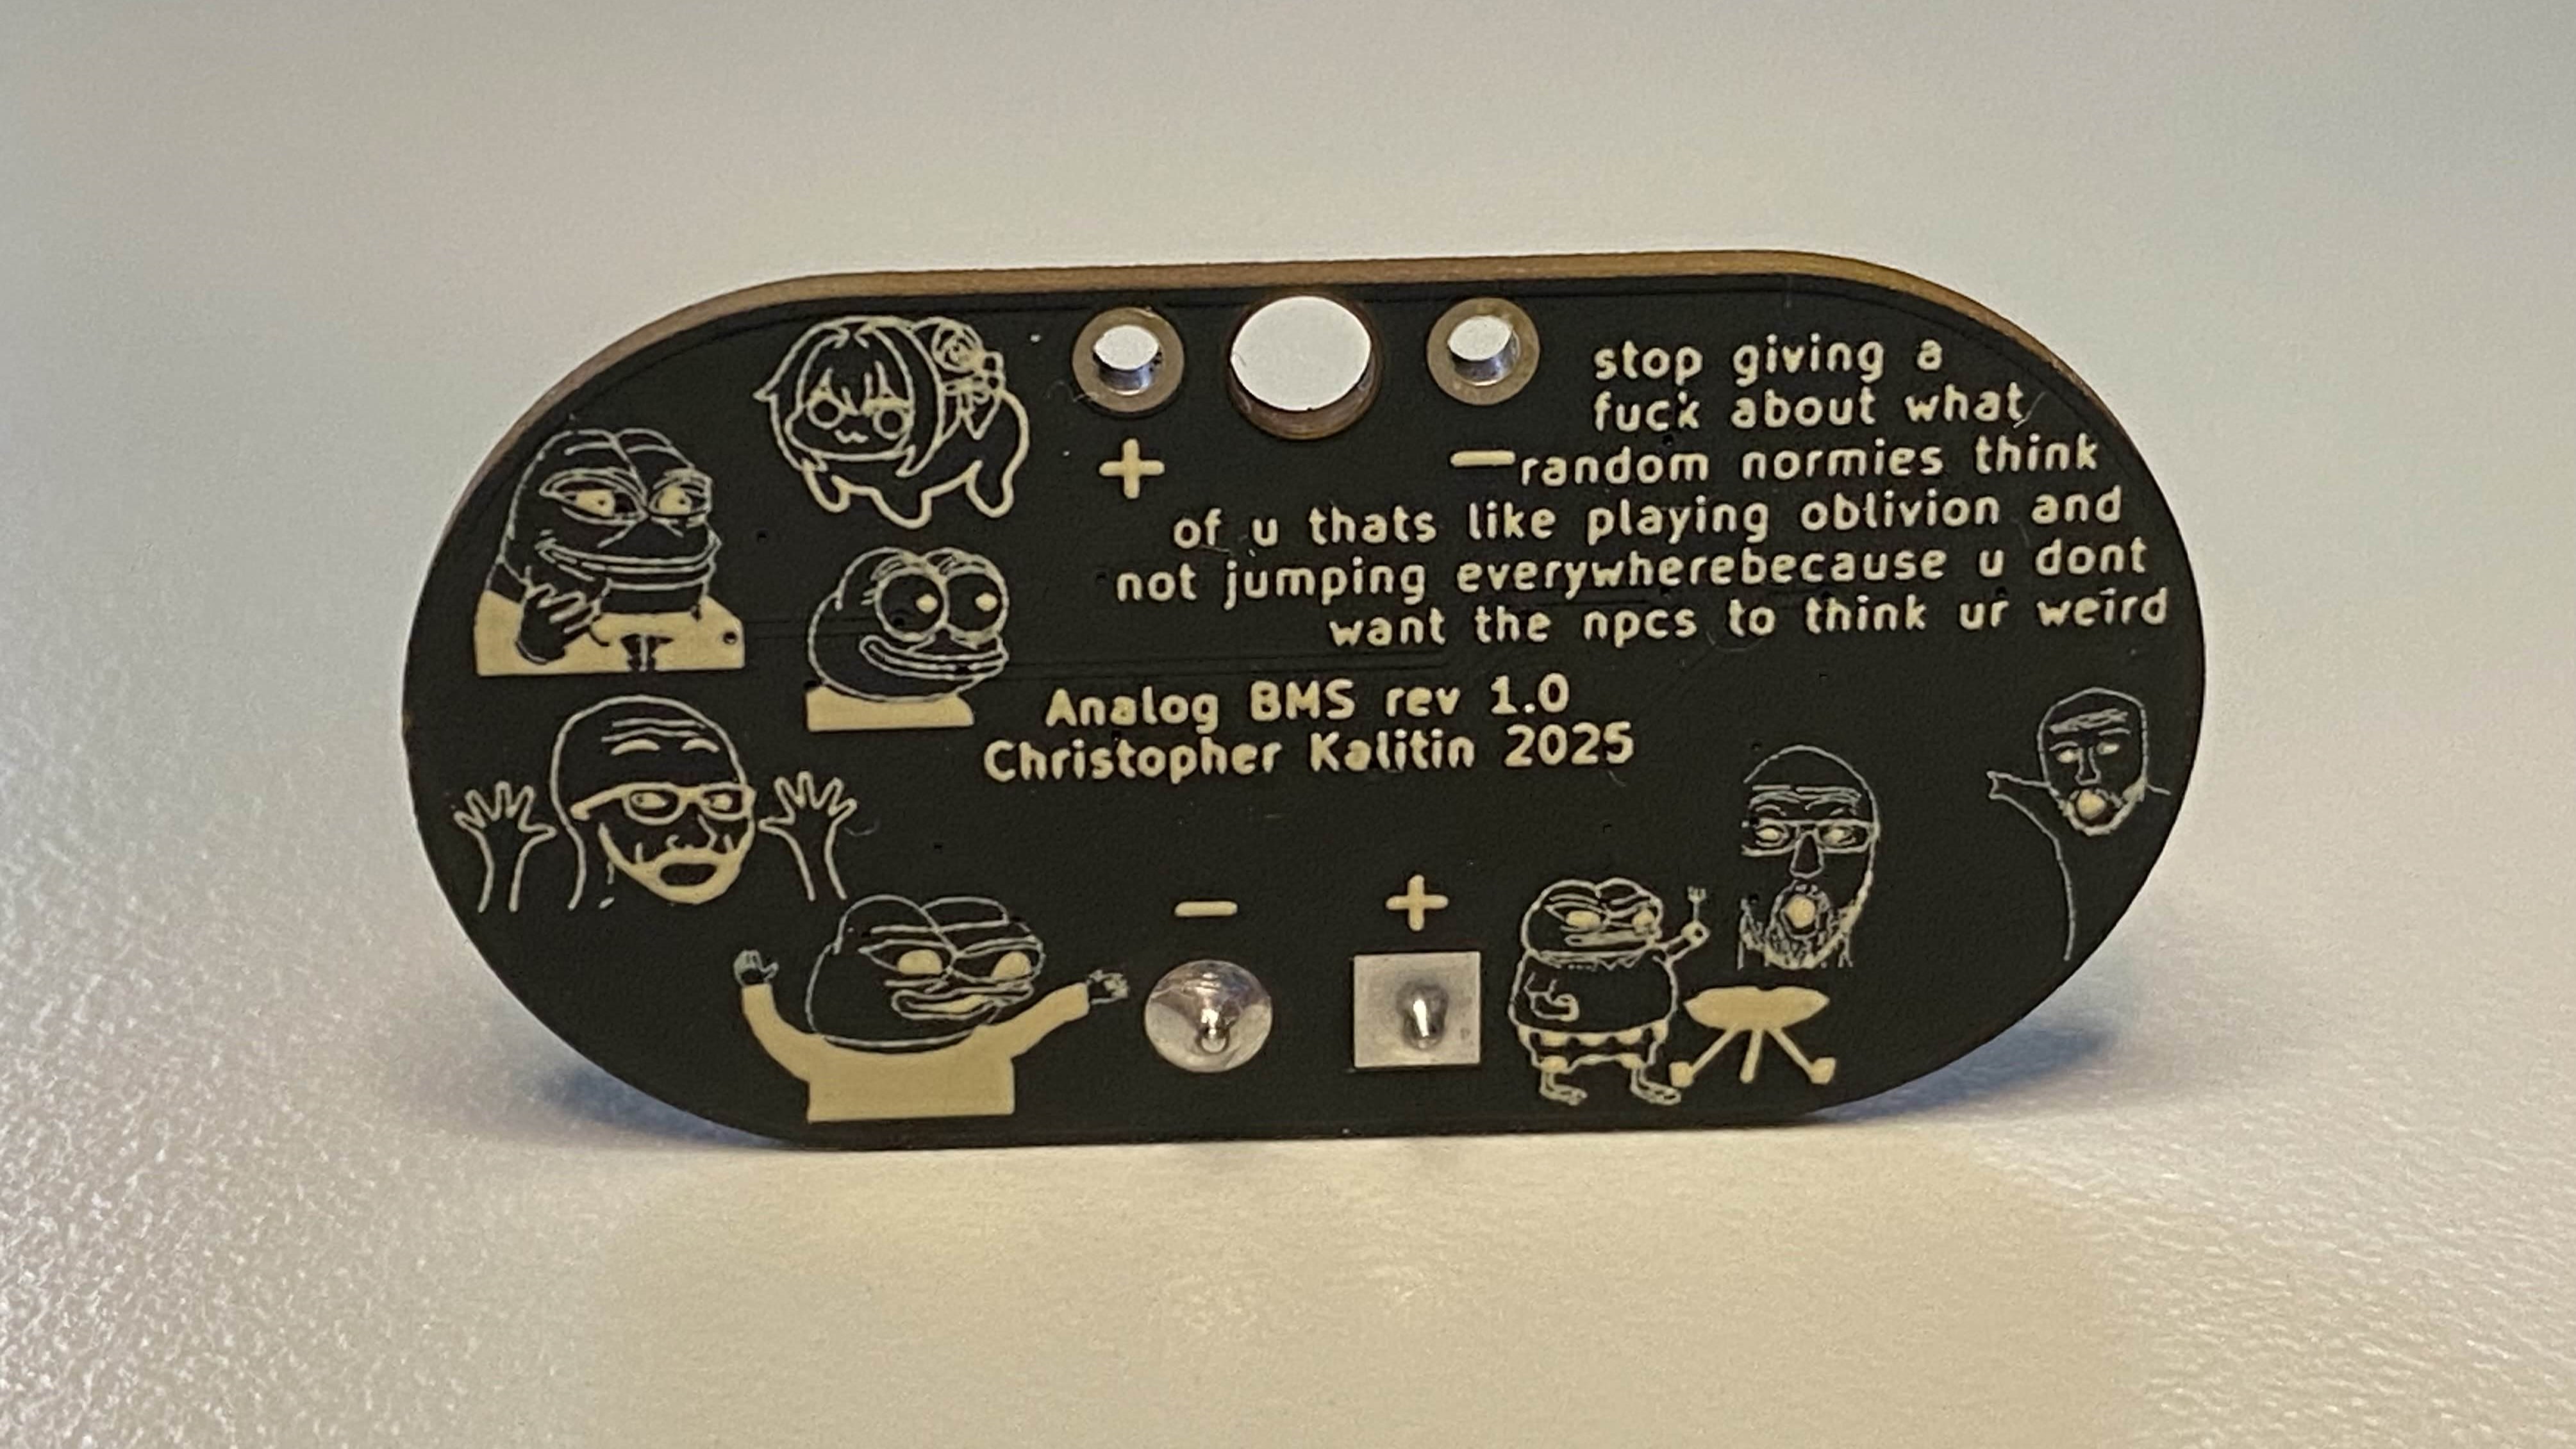 stop giving a
fuck about what
random normies think
of u thats like playing oblivion and
not jumping everywherebecause u dont
want the npcs to think ur weird
+ −
Analog BMS rev 1.0
Christopher Kalitin 2025
− +